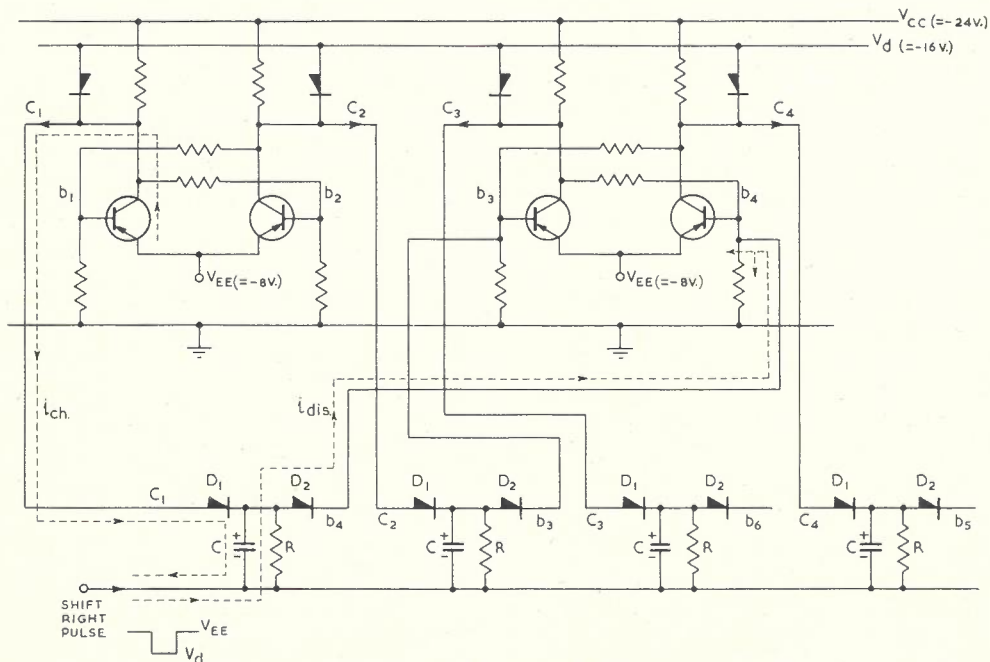 VCC (=-24V.)
Vd (=-16V.)
C1 C2 C3 C4
b1 b2 b3 b4
VEE(=-8V.) VEE(=-8V.)
ich. idis.
D1 D2 D1 D2 D1 D2 D1 D2
C1 b4 C2 b3 C3 b6 C4 b5
+ + + +
C R C R C R C R
- - - -
SHIFT
RIGHT
PULSE
VEE
Vd